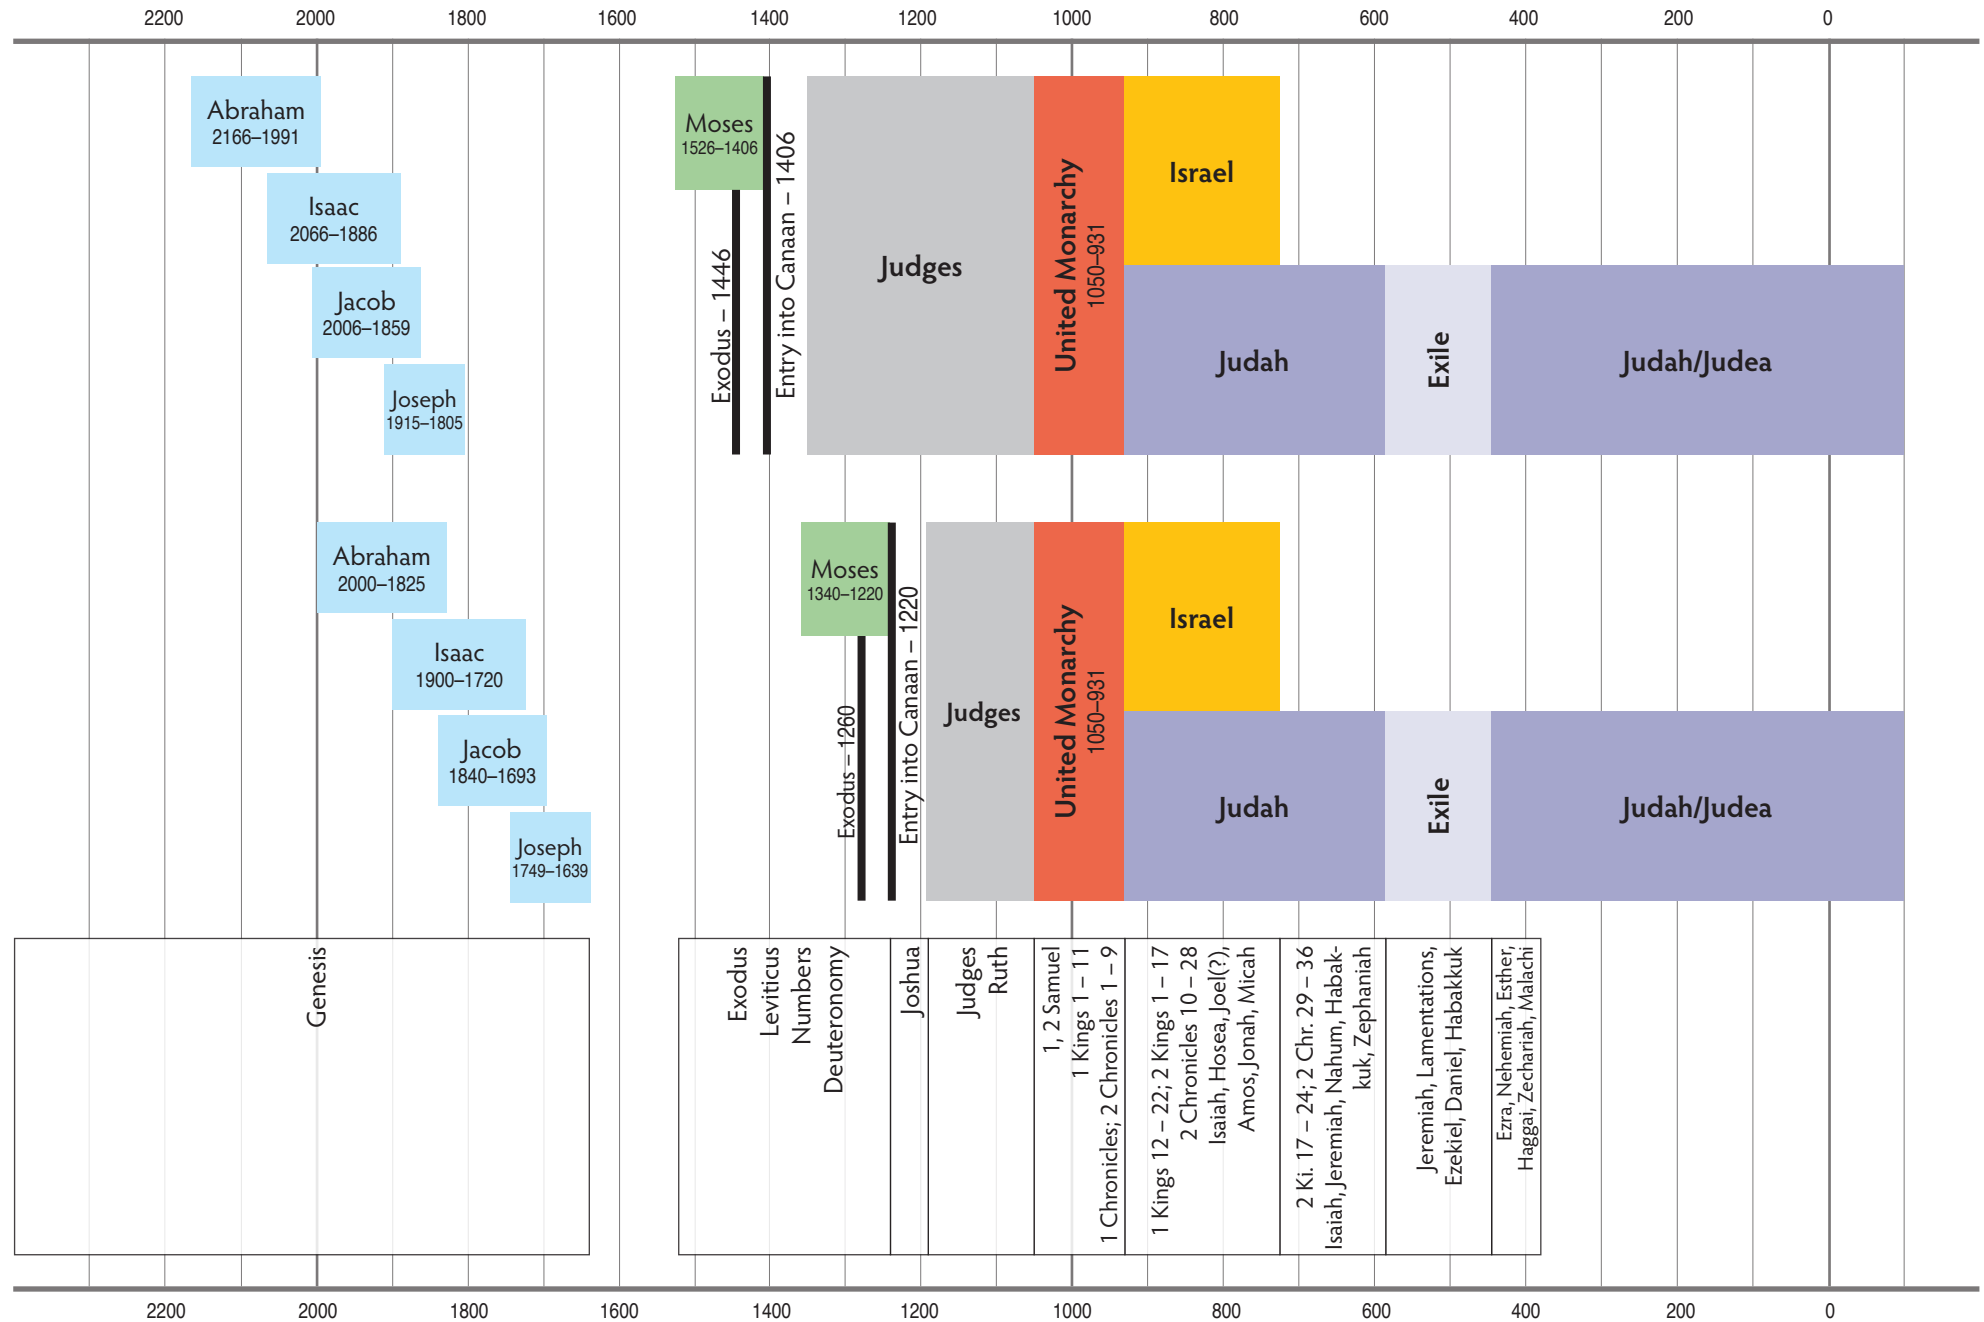 2200 2000 1800 1600 1400 1200 1000 800 600 400 200 0
Abraham
2166–1991
Isaac
2066–1886
Jacob
2006–1859
Joseph
1915–1805
Moses
1526–1406
Exodus – 1446
Entry into Canaan – 1406
Judges
United Monarchy
1050–931
Israel
Judah
Exile
Judah/Judea
Abraham
2000–1825
Isaac
1900–1720
Jacob
1840–1693
Joseph
1749–1639
Moses
1340–1220
Exodus – 1260
Entry into Canaan – 1220
Judges
United Monarchy
1050–931
Israel
Judah
Exile
Judah/Judea
Genesis
Exodus
Leviticus
Numbers
Deuteronomy
Joshua
Judges
Ruth
1, 2 Samuel
1 Kings 1 – 11
1 Chronicles; 2 Chronicles 1 – 9
1 Kings 12 – 22; 2 Kings 1 – 17
2 Chronicles 10 – 28
Isaiah, Hosea, Joel(?),
Amos, Jonah, Micah
2 Ki. 17 – 24; 2 Chr. 29 – 36
Isaiah, Jeremiah, Nahum, Habak-
kuk, Zephaniah
Jeremiah, Lamentations,
Ezekiel, Daniel, Habakkuk
Ezra, Nehemiah, Esther,
Haggai, Zechariah, Malachi
2200 2000 1800 1600 1400 1200 1000 800 600 400 200 0